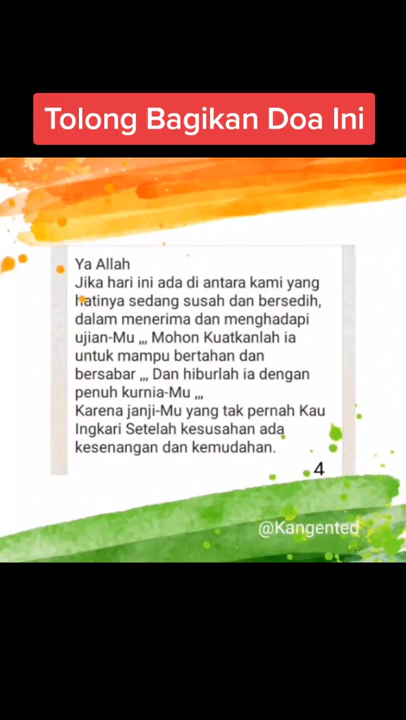 Tolong Bagikan Doa Ini
Ya Allah
Jika hari ini ada di antara kami yang
hatinya sedang susah dan bersedih,
dalam menerima dan menghadapi
ujian-Mu ,,, Mohon Kuatkanlah ia
untuk mampu bertahan dan
bersabar ,,, Dan hiburlah ia dengan
penuh kurnia-Mu ,,,
Karena janji-Mu yang tak pernah Kau
Ingkari Setelah kesusahan ada
kesenangan dan kemudahan.
4
@Kangented